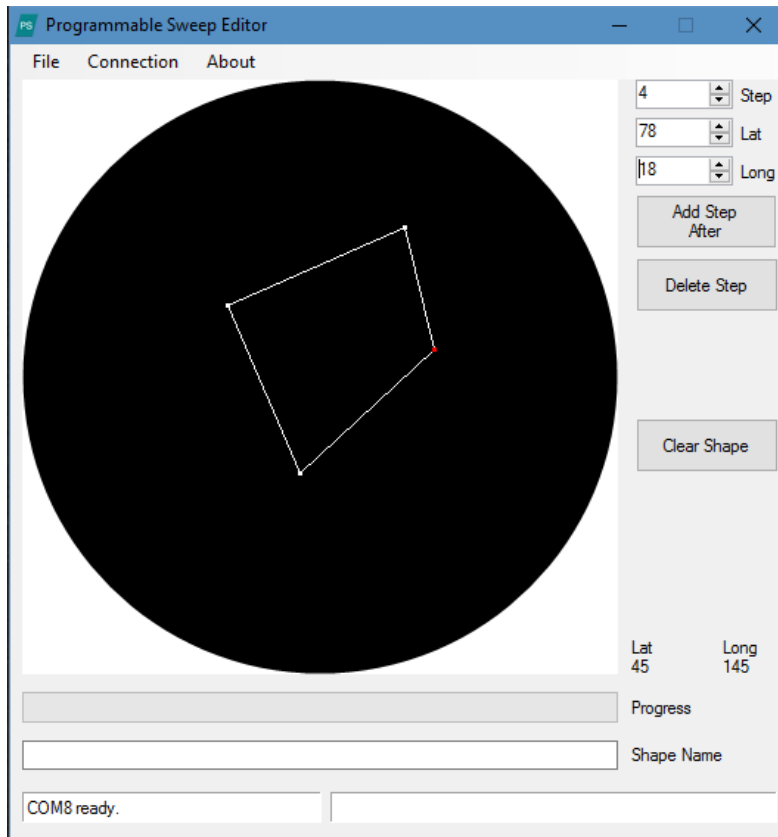 PS Programmable Sweep Editor
File Connection About
4 Step
78 Lat
18 Long
Add Step
After
Delete Step
Clear Shape
Lat Long
45 145
Progress
Shape Name
COM8 ready.